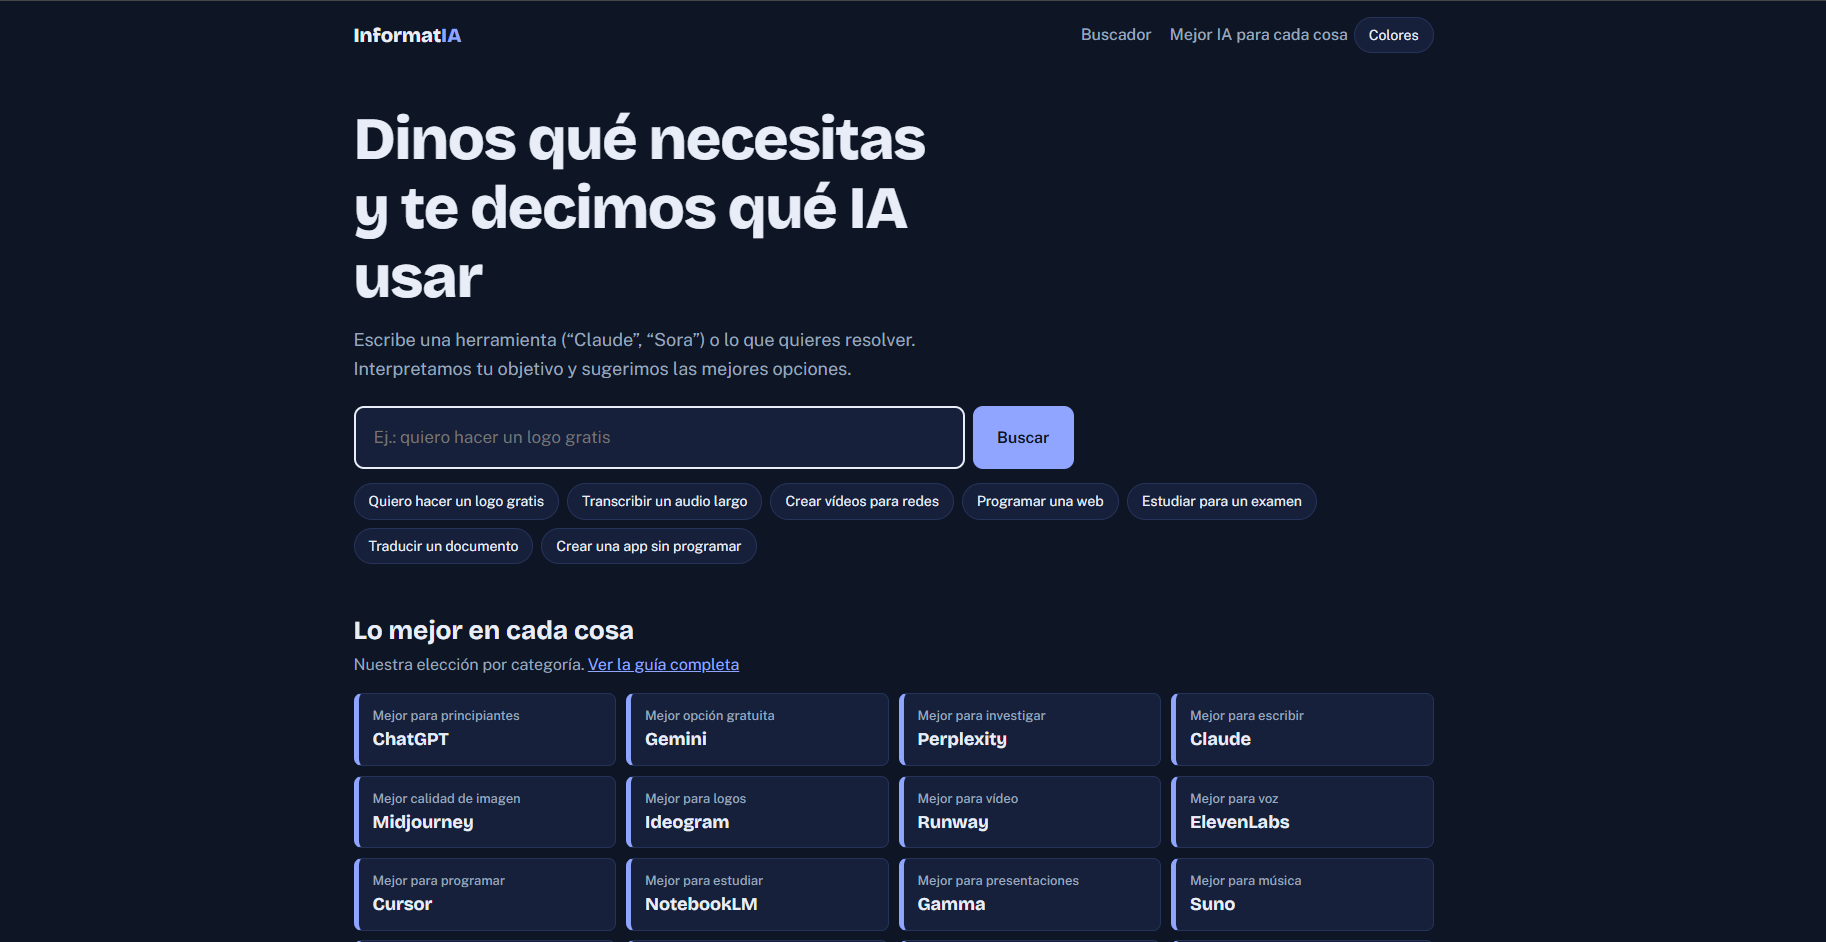 InformatIA
Buscador
Mejor IA para cada cosa
Colores
Dinos qué necesitas
y te decimos qué IA
usar
Escribe una herramienta (“Claude”, “Sora”) o lo que quieres resolver.
Interpretamos tu objetivo y sugerimos las mejores opciones.
Ej.: quiero hacer un logo gratis
Buscar
Quiero hacer un logo gratis
Transcribir un audio largo
Crear vídeos para redes
Programar una web
Estudiar para un examen
Traducir un documento
Crear una app sin programar
Lo mejor en cada cosa
Nuestra elección por categoría. Ver la guía completa
Mejor para principiantes
ChatGPT
Mejor opción gratuita
Gemini
Mejor para investigar
Perplexity
Mejor para escribir
Claude
Mejor calidad de imagen
Midjourney
Mejor para logos
Ideogram
Mejor para vídeo
Runway
Mejor para voz
ElevenLabs
Mejor para programar
Cursor
Mejor para estudiar
NotebookLM
Mejor para presentaciones
Gamma
Mejor para música
Suno